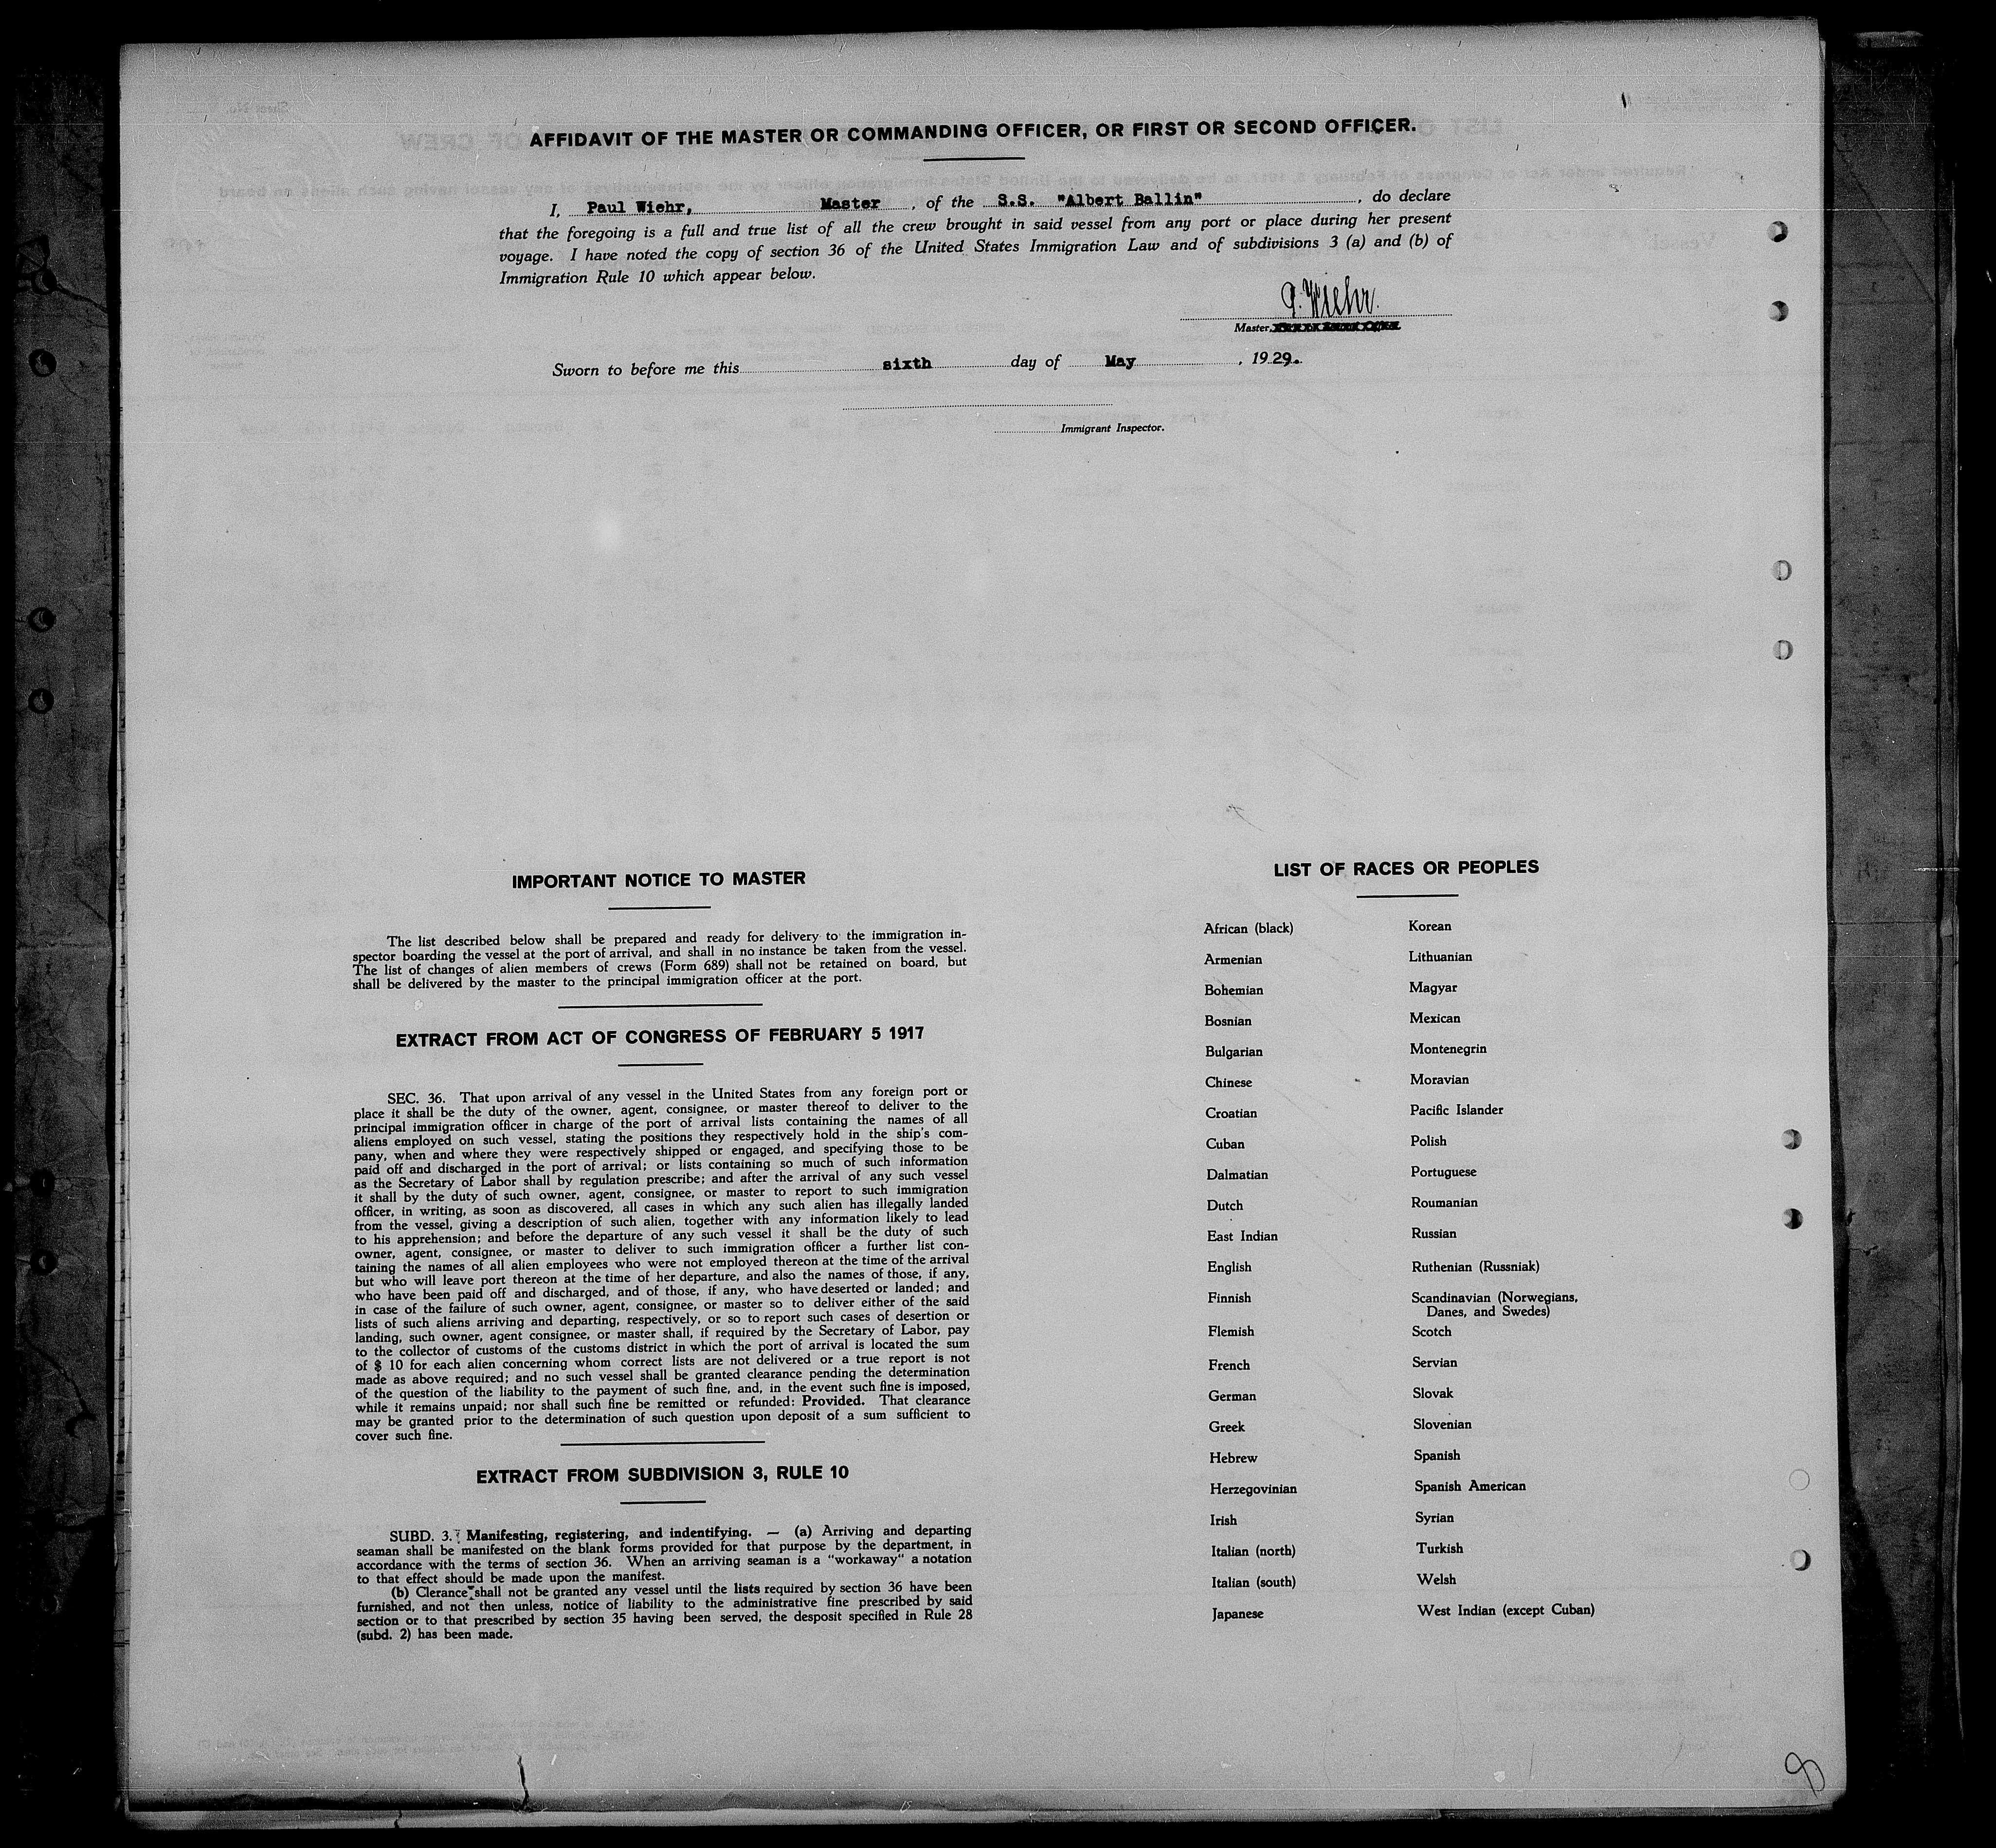 AFFIDAVIT OF THE MASTER OR COMMANDING OFFICER, OR FIRST OR SECOND OFFICER.
I, Paul Wiehr, Master , of the S.S. "Albert Ballin" , do declare
that the foregoing is a full and true list of all the crew brought in said vessel from any port or place during her present
voyage. I have noted the copy of section 36 of the United States Immigration Law and of subdivisions 3 (a) and (b) of
Immigration Rule 10 which appear below.
P. Wiehr.
Master,
Sworn to before me this sixth day of May , 1929.
Immigrant Inspector.
IMPORTANT NOTICE TO MASTER
The list described below shall be prepared and ready for delivery to the immigration in-
spector boarding the vessel at the port of arrival, and shall in no instance be taken from the vessel.
The list of changes of alien members of crews (Form 689) shall not be retained on board, but
shall be delivered by the master to the principal immigration officer at the port.
EXTRACT FROM ACT OF CONGRESS OF FEBRUARY 5 1917
SEC. 36. That upon arrival of any vessel in the United States from any foreign port or
place it shall be the duty of the owner, agent, consignee, or master thereof to deliver to the
principal immigration officer in charge of the port of arrival lists containing the names of all
aliens employed on such vessel, stating the positions they respectively hold in the ship's com-
pany, when and where they were respectively shipped or engaged, and specifying those to be
paid off and discharged in the port of arrival; or lists containing so much of such information
as the Secretary of Labor shall by regulation prescribe; and after the arrival of any such vessel
it shall by the duty of such owner, agent, consignee, or master to report to such immigration
officer, in writing, as soon as discovered, all cases in which any such alien has illegally landed
from the vessel, giving a description of such alien, together with any information likely to lead
to his apprehension; and before the departure of any such vessel it shall be the duty of such
owner, agent, consignee, or master to deliver to such immigration officer a further list con-
taining the names of all alien employees who were not employed thereon at the time of the arrival
but who will leave port thereon at the time of her departure, and also the names of those, if any,
who have been paid off and discharged, and of those, if any, who have deserted or landed; and
in case of the failure of such owner, agent, consignee, or master so to deliver either of the said
lists of such aliens arriving and departing, respectively, or so to report such cases of desertion or
landing, such owner, agent consignee, or master shall, if required by the Secretary of Labor, pay
to the collector of customs of the customs district in which the port of arrival is located the sum
of $ 10 for each alien concerning whom correct lists are not delivered or a true report is not
made as above required; and no such vessel shall be granted clearance pending the determination
of the question of the liability to the payment of such fine, and, in the event such fine is imposed,
while it remains unpaid; nor shall such fine be remitted or refunded: Provided. That clearance
may be granted prior to the determination of such question upon deposit of a sum sufficient to
cover such fine.
EXTRACT FROM SUBDIVISION 3, RULE 10
SUBD. 3. Manifesting, registering, and indentifying. — (a) Arriving and departing
seaman shall be manifested on the blank forms provided for that purpose by the department, in
accordance with the terms of section 36. When an arriving seaman is a "workaway" a notation
to that effect should be made upon the manifest.
(b) Clerance shall not be granted any vessel until the lists required by section 36 have been
furnished, and not then unless, notice of liability to the administrative fine prescribed by said
section or to that prescribed by section 35 having been served, the desposit specified in Rule 28
(subd. 2) has been made.
LIST OF RACES OR PEOPLES
African (black)
Armenian
Bohemian
Bosnian
Bulgarian
Chinese
Croatian
Cuban
Dalmatian
Dutch
East Indian
English
Finnish
Flemish
French
German
Greek
Hebrew
Herzegovinian
Irish
Italian (north)
Italian (south)
Japanese
Korean
Lithuanian
Magyar
Mexican
Montenegrin
Moravian
Pacific Islander
Polish
Portuguese
Roumanian
Russian
Ruthenian (Russniak)
Scandinavian (Norwegians,
Danes, and Swedes)
Scotch
Servian
Slovak
Slovenian
Spanish
Spanish American
Syrian
Turkish
Welsh
West Indian (except Cuban)
8